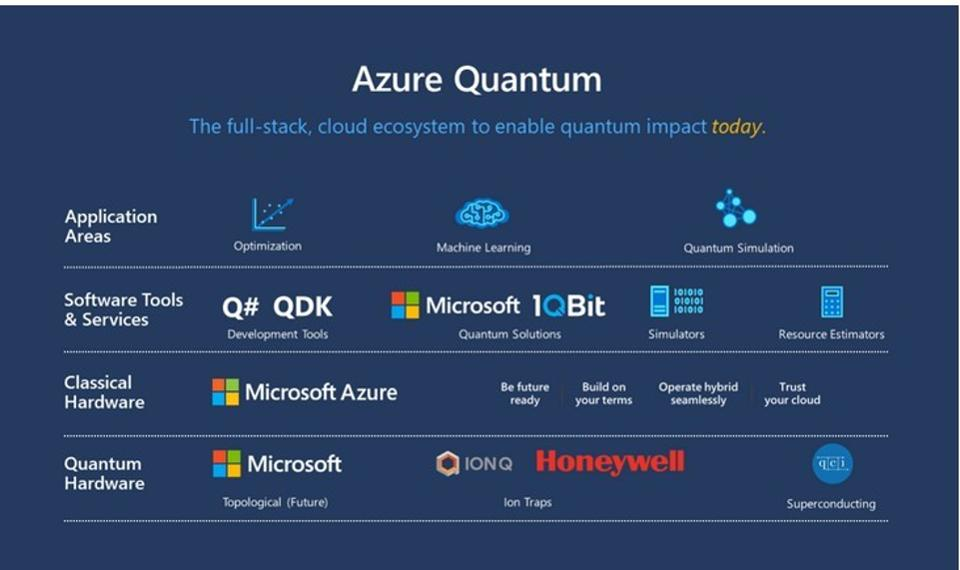 Azure Quantum
The full-stack, cloud ecosystem to enable quantum impact today.
Application
Areas
Optimization
Machine Learning
Quantum Simulation
Software Tools
& Services
Q# QDK
Development Tools
Microsoft 1QBit
Quantum Solutions
101010
010101
101010
Simulators
Resource Estimators
Classical
Hardware
Microsoft Azure
Be future
ready
Build on
your terms
Operate hybrid
seamlessly
Trust
your cloud
Quantum
Hardware
Microsoft
Topological (Future)
IONQ Honeywell
Ion Traps
qci
Superconducting